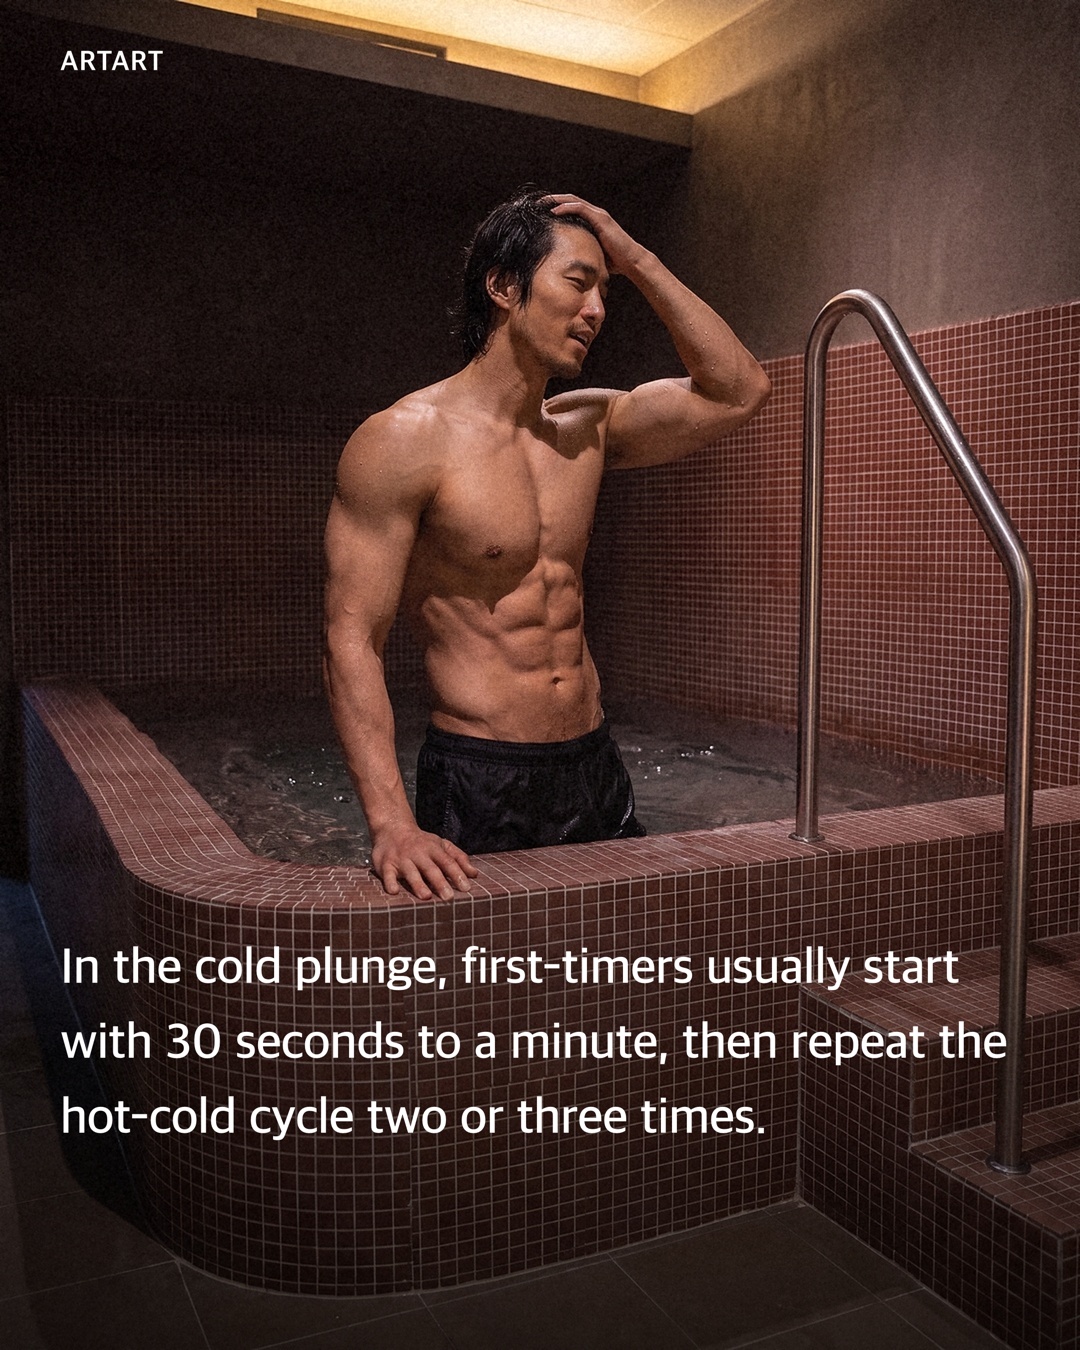 ARTART
In the cold plunge, first-timers usually start
with 30 seconds to a minute, then repeat the
hot-cold cycle two or three times.